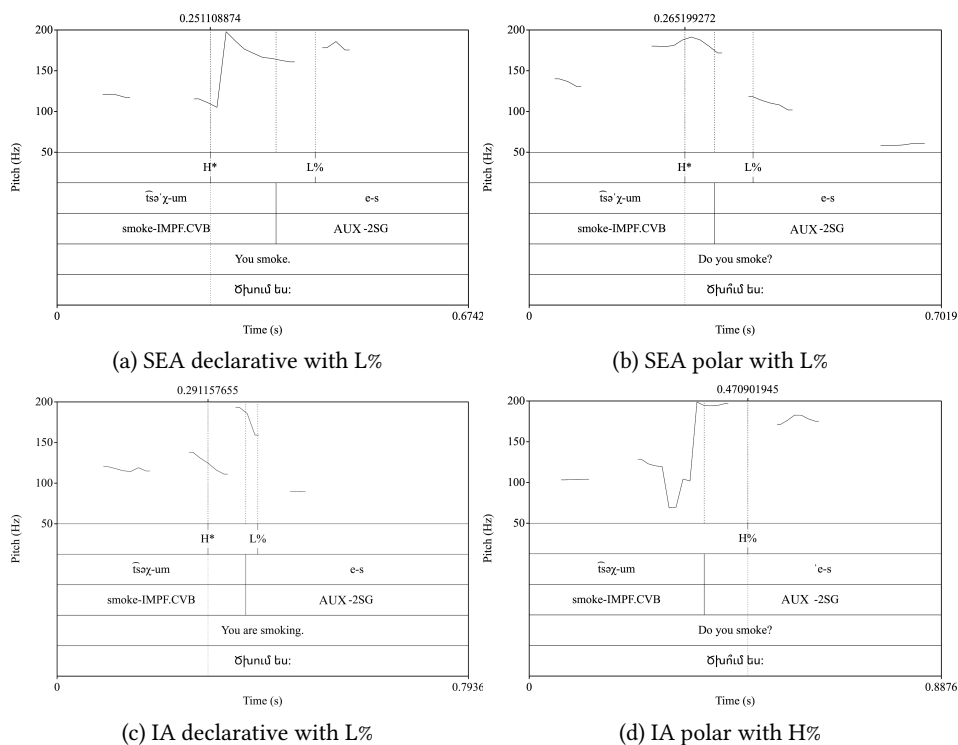 0.251108874
200
150
100
50
Pitch (Hz)
H* L%
t͡səˈχ-um e-s
smoke-IMPF.CVB AUX-2SG
You smoke.
Ծխում ես:
0 0.6742
Time (s)
(a) SEA declarative with L%
0.265199272
200
150
100
50
Pitch (Hz)
H* L%
t͡səˈχ-um e-s
smoke-IMPF.CVB AUX-2SG
Do you smoke?
Ծխո՞ւմ ես:
0 0.7019
Time (s)
(b) SEA polar with L%
0.291157655
200
150
100
50
Pitch (Hz)
H* L%
t͡səχ-um e-s
smoke-IMPF.CVB AUX-2SG
You are smoking.
Ծխում ես:
0 0.7936
Time (s)
(c) IA declarative with L%
0.470901945
200
150
100
50
Pitch (Hz)
H%
t͡səχ-um ˈe-s
smoke-IMPF.CVB AUX -2SG
Do you smoke?
Ծխո՞ւմ ես:
0 0.8876
Time (s)
(d) IA polar with H%